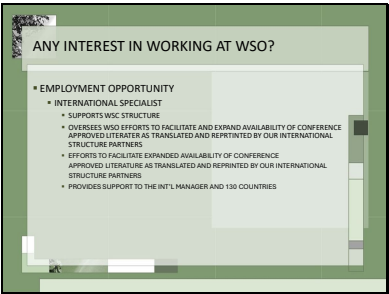 ANY INTEREST IN WORKING AT WSO?
EMPLOYMENT OPPORTUNITY
INTERNATIONAL SPECIALIST
SUPPORTS WSC STRUCTURE
OVERSEES WSO EFFORTS TO FACILITATE AND EXPAND AVAILABILITY OF CONFERENCE
APPROVED LITERATER AS TRANSLATED AND REPRTINTED BY OUR INTERNATIONAL
STRUCTURE PARTNERS
EFFORTS TO FACILITATE EXPANDED AVAILABILITY OF CONFERENCE
APPROVED LITERATURE AS TRANSLATED AND REPRINTED BY OUR INTERNATIONAL
STRUCTURE PARTNERS
PROVIDES SUPPORT TO THE INT'L MANAGER AND 130 COUNTRIES